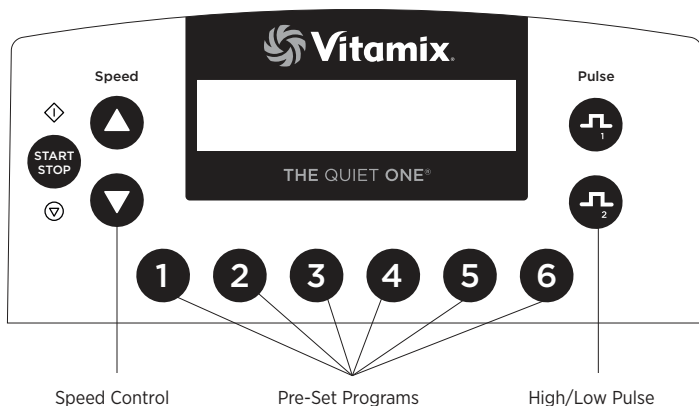 Vitamix®
Speed
Pulse
START
STOP
1
THE QUIET ONE®
2
1 2 3 4 5 6
Speed Control
Pre-Set Programs
High/Low Pulse